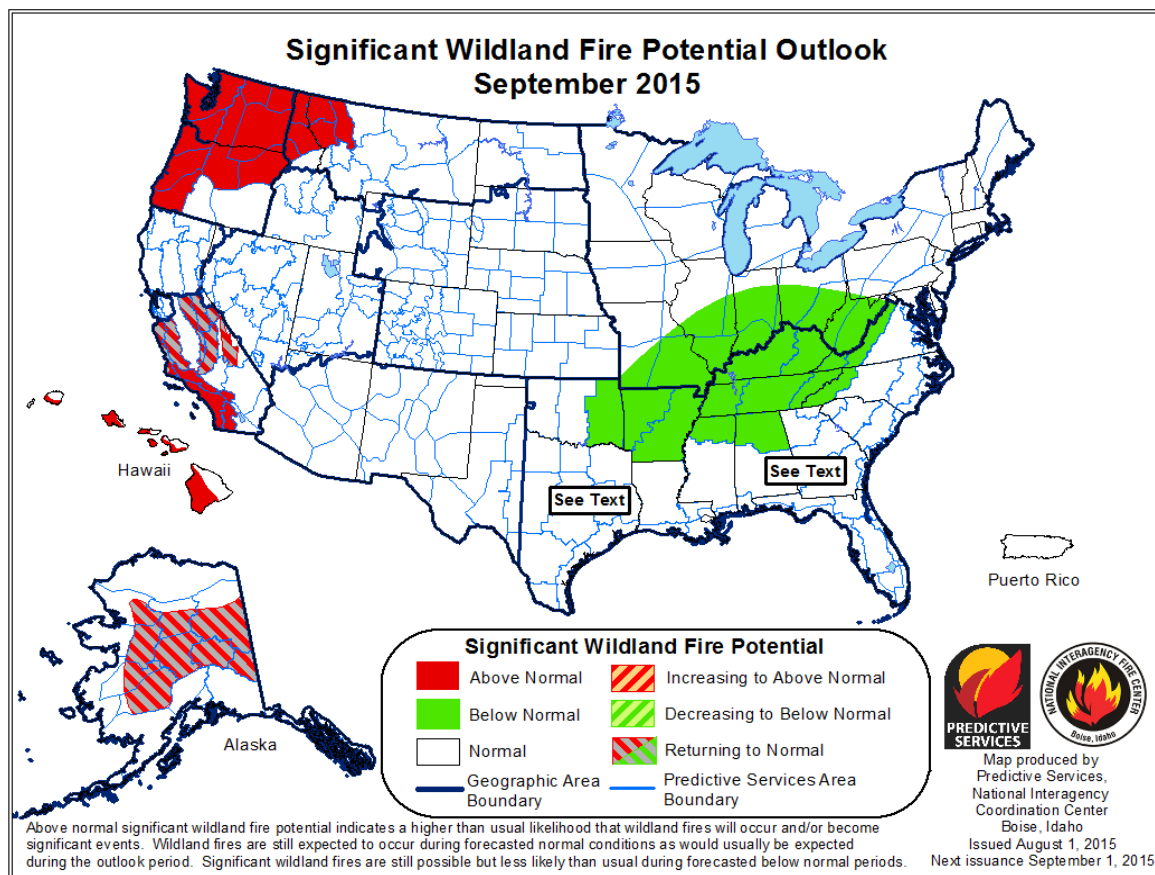 Significant Wildland Fire Potential Outlook
September 2015
Hawaii
See Text
See Text
Puerto Rico
Alaska
Significant Wildland Fire Potential
Above Normal
Increasing to Above Normal
Below Normal
Decreasing to Below Normal
Normal
Returning to Normal
Geographic Area
Boundary
Predictive Services Area
Boundary
PREDICTIVE
SERVICES
NATIONAL INTERAGENCY FIRE CENTER
Boise, Idaho
Map produced by
Predictive Services,
National Interagency
Coordination Center
Boise, Idaho
Issued August 1, 2015
Next issuance September 1, 2015
Above normal significant wildland fire potential indicates a higher than usual likelihood that wildland fires will occur and/or become
significant events.  Wildland fires are still expected to occur during forecasted normal conditions as would usually be expected
during the outlook period.  Significant wildland fires are still possible but less likely than usual during forecasted below normal periods.